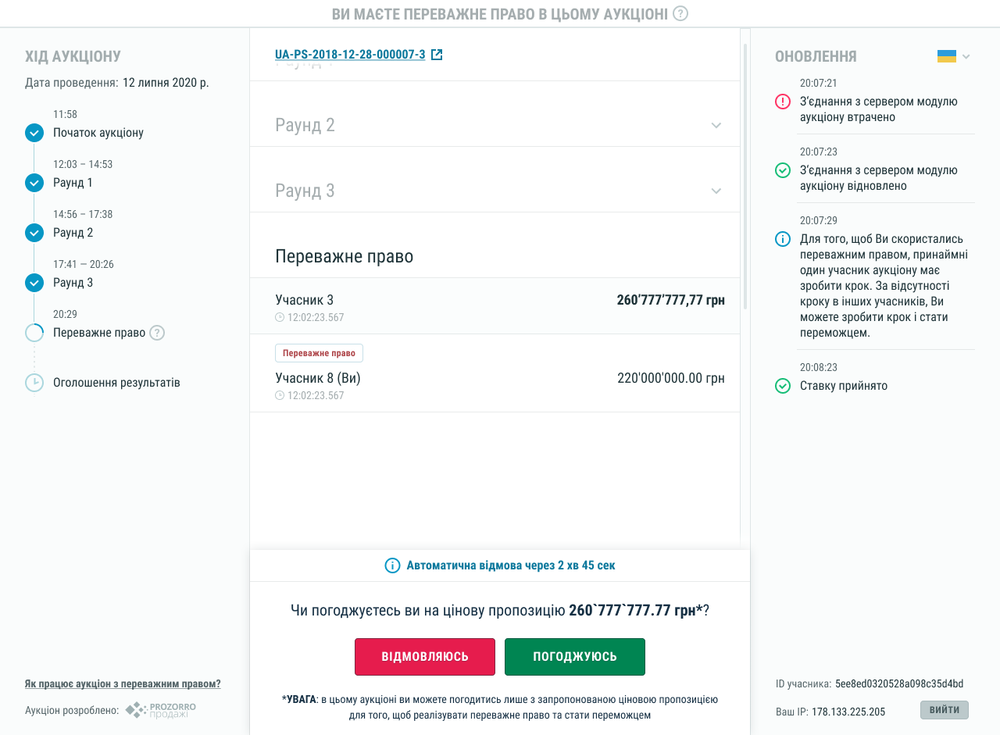 ВИ МАЄТЕ ПЕРЕВАЖНЕ ПРАВО В ЦЬОМУ АУКЦІОНІ ?
ХІД АУКЦІОНУ
Дата проведення: 12 липня 2020 р.
11:58
Початок аукціону
12:03 – 14:53
Раунд 1
14:56 – 17:38
Раунд 2
17:41 — 20:26
Раунд 3
20:29
Переважне право ?
Оголошення результатів
Як працює аукціон з переважним правом?
Аукціон розроблено: PROZORRO
продажі
UA-PS-2018-12-28-000007-3
Раунд 2
Раунд 3
Переважне право
Учасник 3 260’777’777,77 грн
12:02:23.567
Переважне право
Учасник 8 (Ви) 220'000'000.00 грн
12:02:23.567
Автоматична відмова через 2 хв 45 сек
Чи погоджуєтесь ви на цінову пропозицію 260`777`777.77 грн*?
ВІДМОВЛЯЮСЬ ПОГОДЖУЮСЬ
*УВАГА: в цьому аукціоні ви можете погодитись лише з запропонованою ціновою пропозицією
для того, щоб реалізувати переважне право та стати переможцем
ОНОВЛЕННЯ
20:07:21
З‘єднання з сервером модулю
аукціону втрачено
20:07:23
З‘єднання з сервером модулю
аукціону відновлено
20:07:29
Для того, щоб Ви скористались
переважним правом, принаймні
один учасник аукціону має
зробити крок. За відсутності
кроку в інших учасників, Ви
можете зробити крок і стати
переможцем.
20:08:23
Ставку прийнято
ID учасника: 5ee8ed0320528a098c35d4bd
Ваш IP: 178.133.225.205
ВИЙТИ